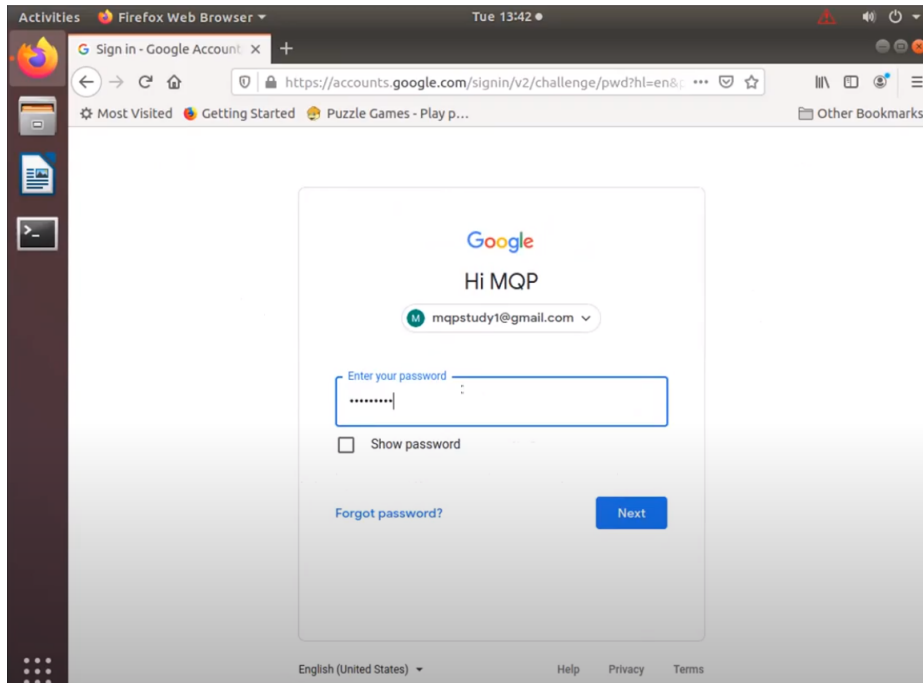 Activities Firefox Web Browser Tue 13:42
Sign in - Google Account
https://accounts.google.com/signin/v2/challenge/pwd?hl=en&
Most Visited Getting Started Puzzle Games - Play p... Other Bookmarks
Google
Hi MQP
M mqpstudy1@gmail.com
Enter your password
•••••••••
Show password
Forgot password? Next
English (United States) Help Privacy Terms